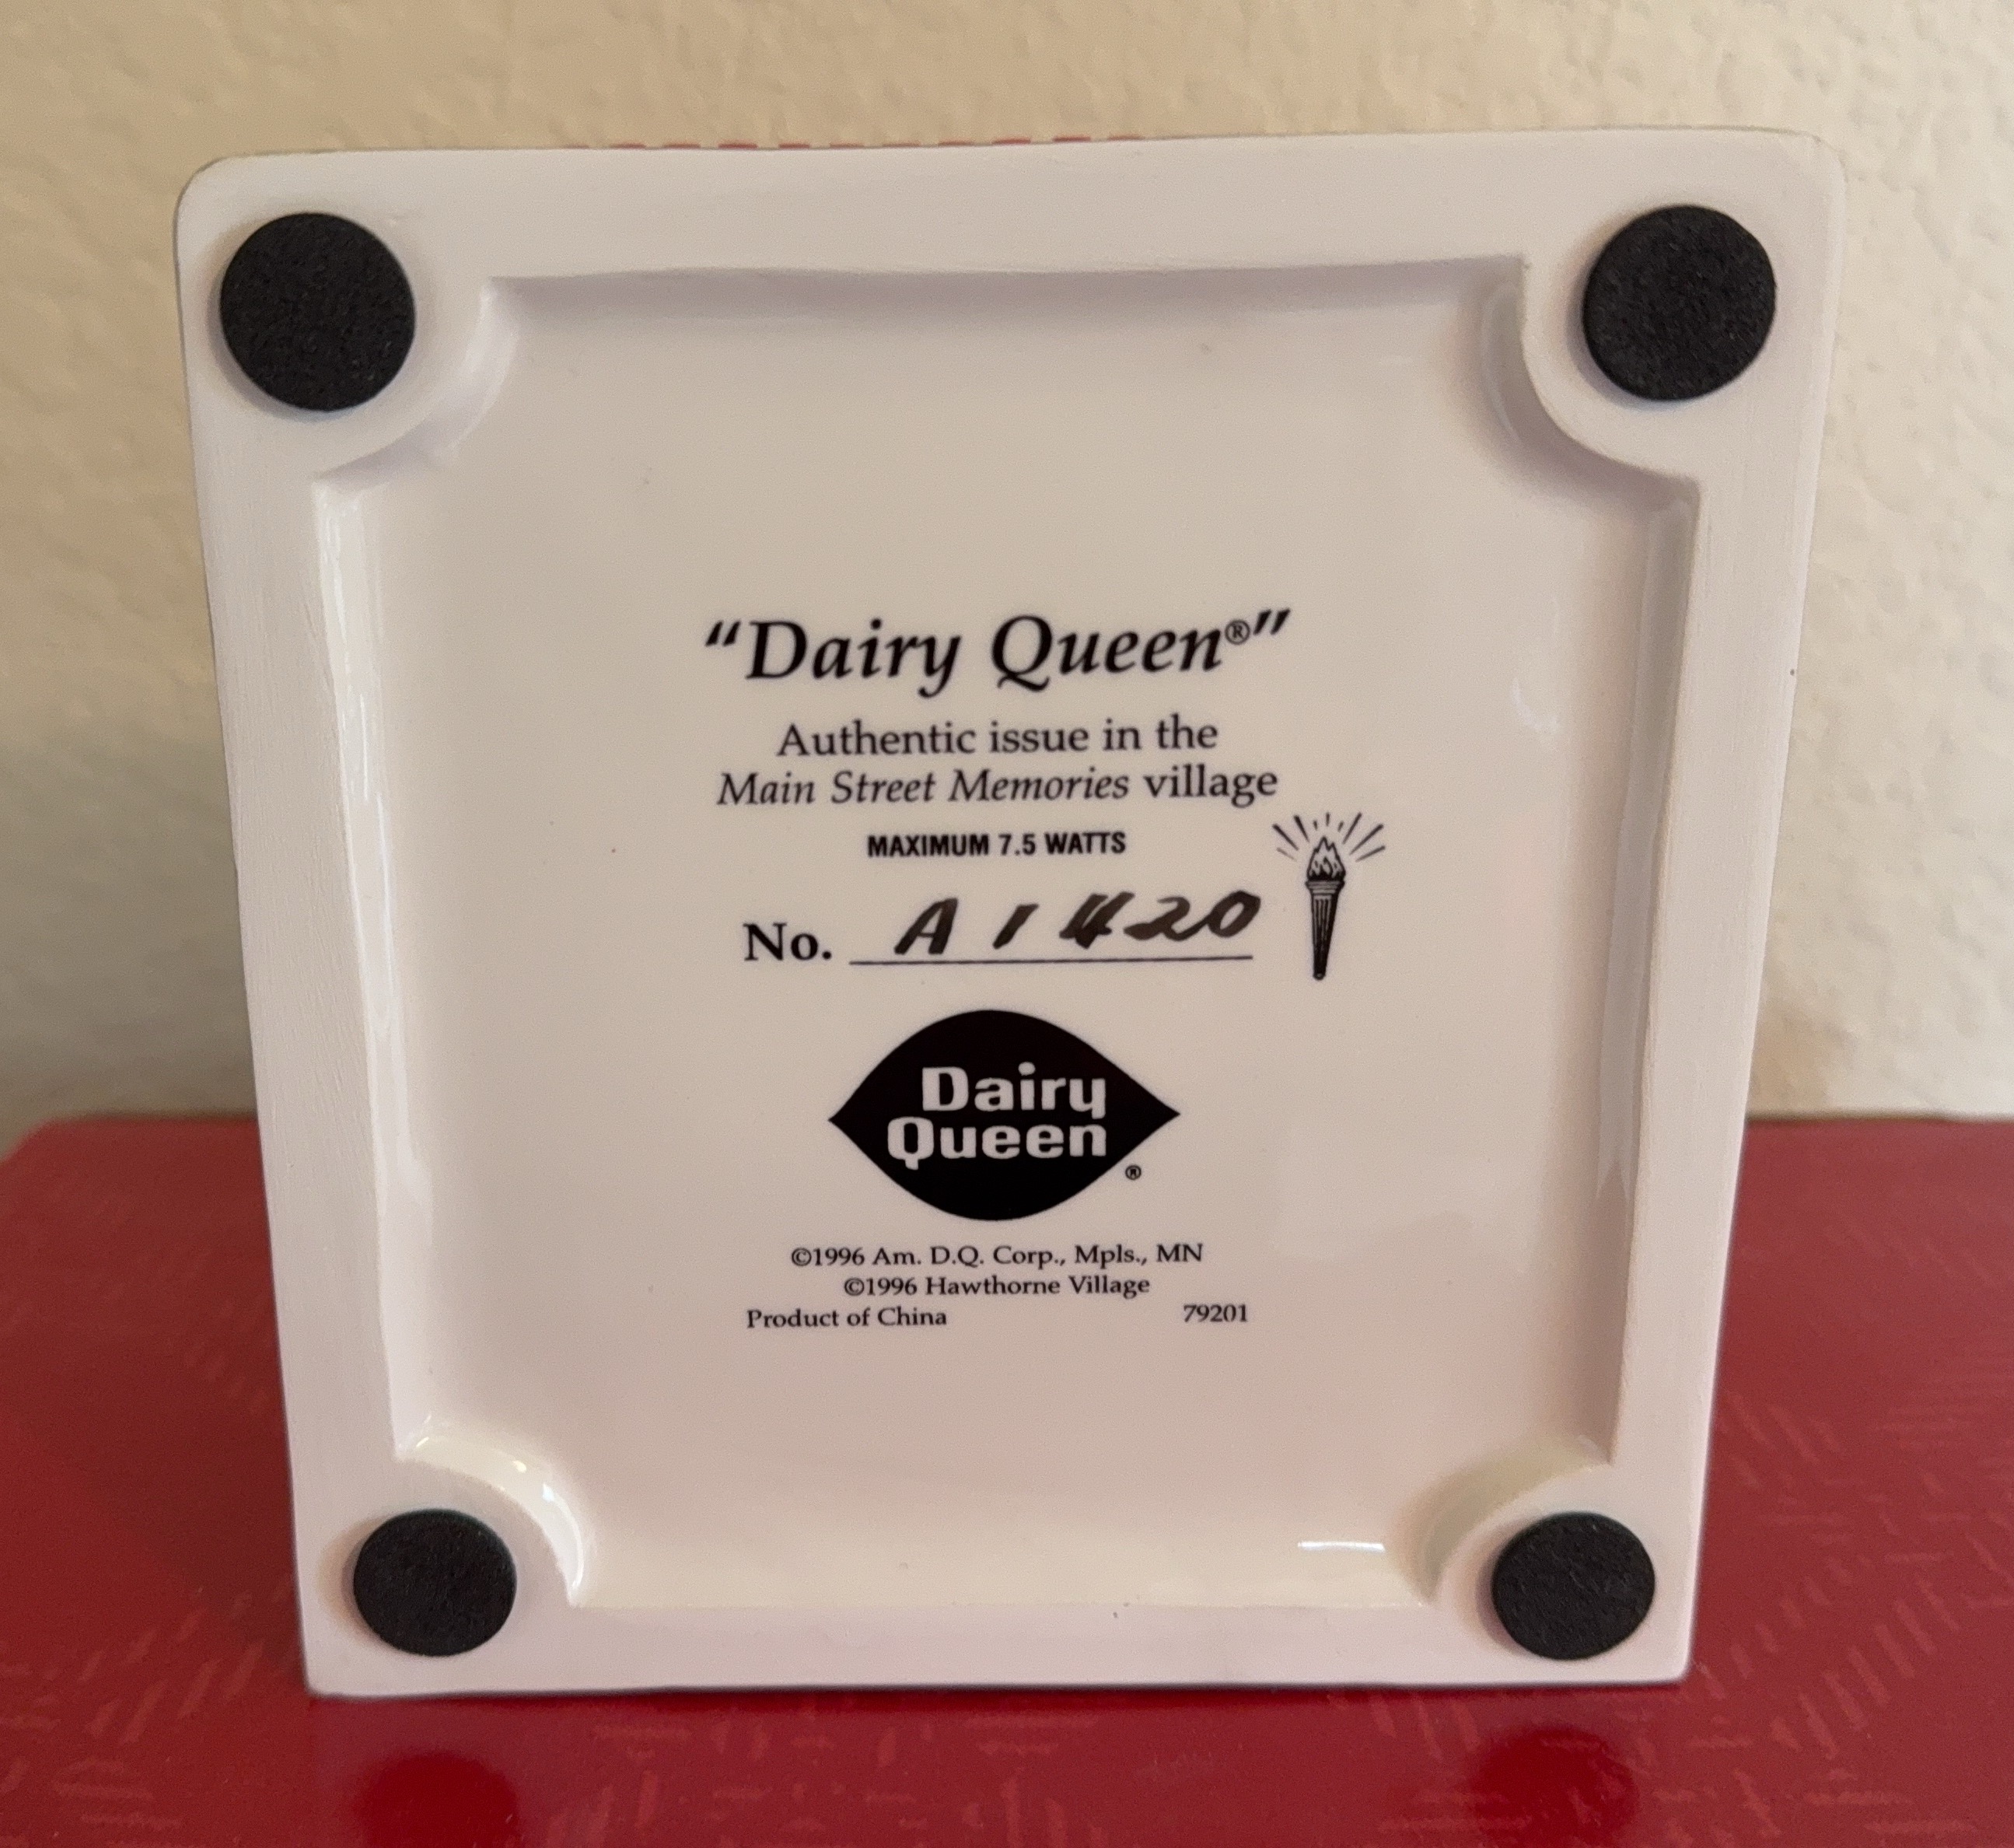 “Dairy Queen®”
Authentic issue in the
Main Street Memories village
MAXIMUM 7.5 WATTS
No. A1420
Dairy
Queen
®
©1996 Am. D.Q. Corp., Mpls., MN
©1996 Hawthorne Village
Product of China 79201